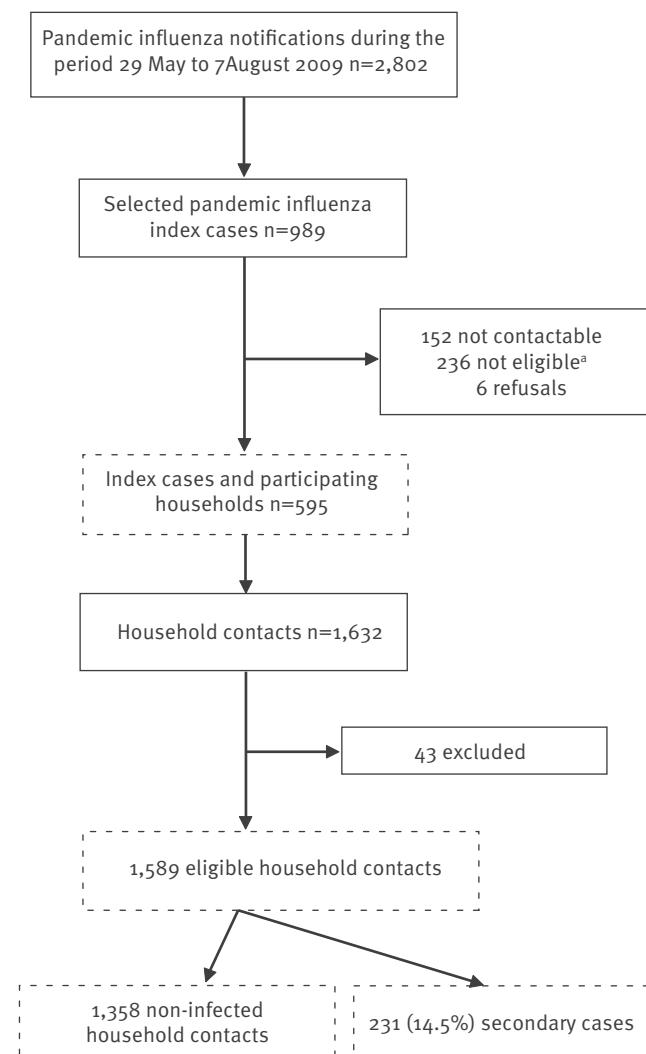 Pandemic influenza notifications during the
period 29 May to 7August 2009 n=2,802
Selected pandemic influenza
index cases n=989
152 not contactable
236 not eligibleᵃ
6 refusals
Index cases and participating
households n=595
Household contacts n=1,632
43 excluded
1,589 eligible household contacts
1,358 non-infected
household contacts
231 (14.5%) secondary cases